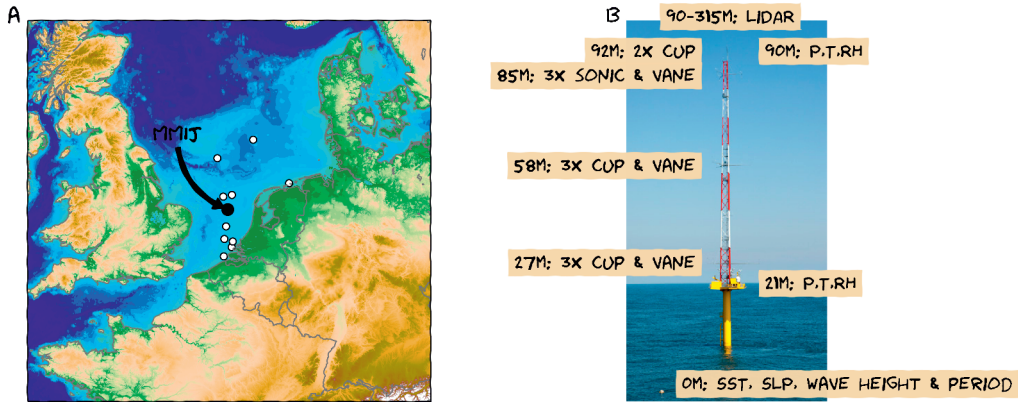 A
MMIJ
B
90-315M: LIDAR
92M: 2X CUP
90M: P,T,RH
85M: 3X SONIC & VANE
58M: 3X CUP & VANE
27M: 3X CUP & VANE
21M: P,T,RH
0M: SST, SLP, WAVE HEIGHT & PERIOD